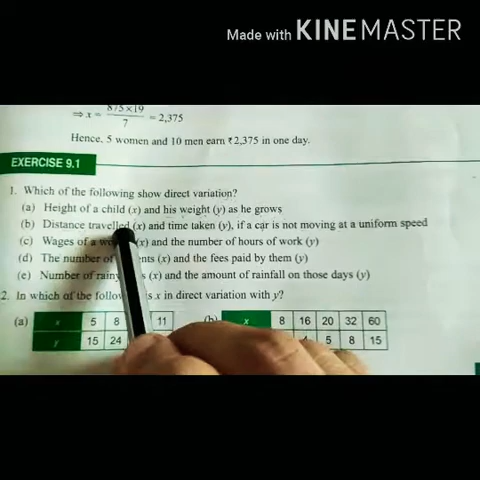 Made with KINEMASTER
⇒ x = 875×19 / 7 = 2,375
Hence, 5 women and 10 men earn ₹2,375 in one day.
EXERCISE 9.1
1. Which of the following show direct variation?
(a) Height of a child (x) and his weight (y) as he grows
(b) Distance travelled (x) and time taken (y), if a car is not moving at a uniform speed
(c) Wages of a (x) and the number of hours of work (y)
(d) The number of (x) and the fees paid by them (y)
(e) Number of rainy (x) and the amount of rainfall on those days (y)
2. In which of the x in direct variation with y?
(a) x 5 8 11 (b) x 8 16 20 32 60
y 15 24 5 8 15